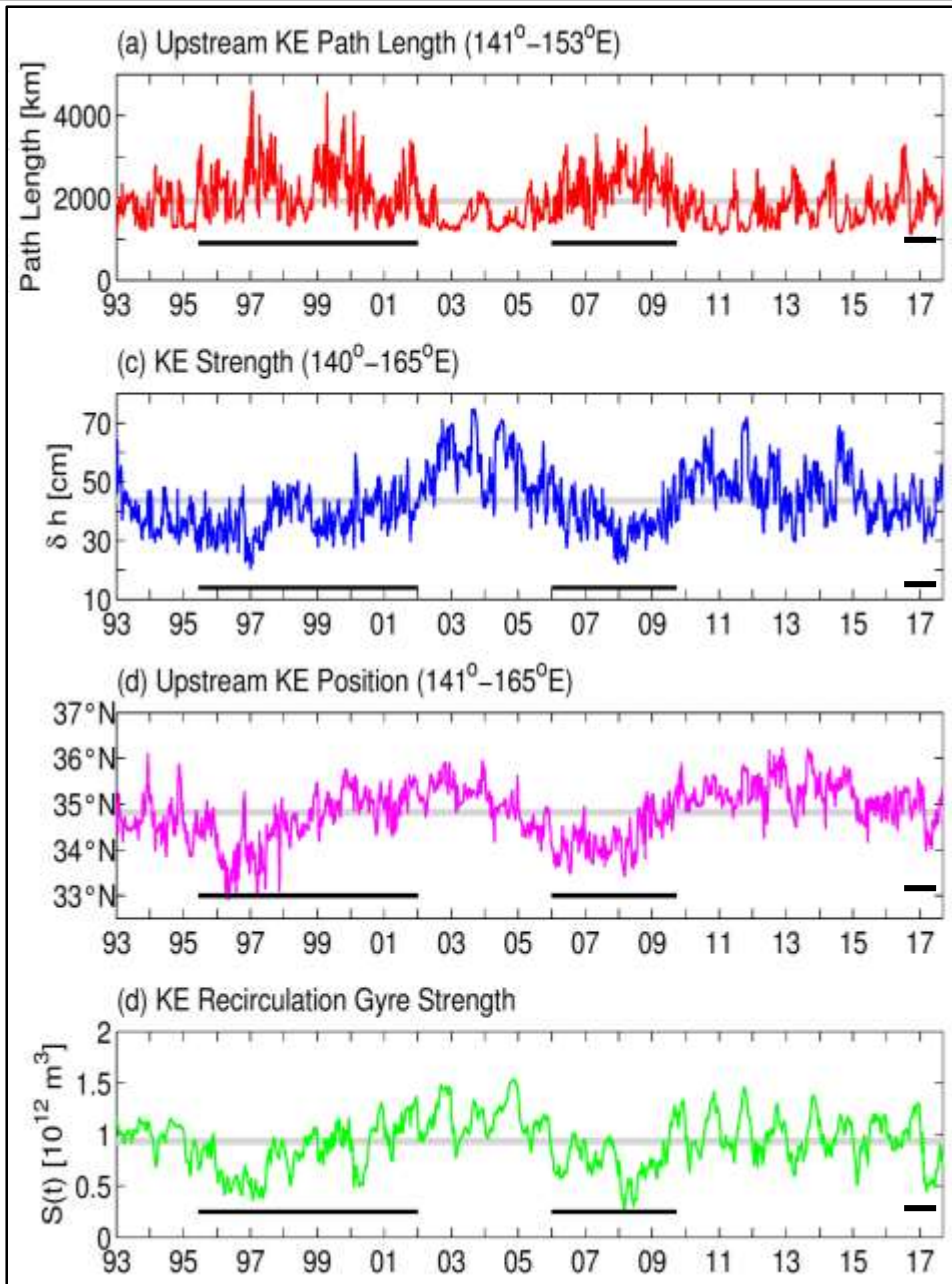 (a) Upstream KE Path Length (141°−153°E)
Path Length [km]
4000
2000
0
93 95 97 99 01 03 05 07 09 11 13 15 17
(c) KE Strength (140°−165°E)
δ h [cm]
70
50
30
10
93 95 97 99 01 03 05 07 09 11 13 15 17
(d) Upstream KE Position (141°−165°E)
37°N
36°N
35°N
34°N
33°N
93 95 97 99 01 03 05 07 09 11 13 15 17
(d) KE Recirculation Gyre Strength
S(t) [10¹² m³]
2
1.5
1
0.5
0
93 95 97 99 01 03 05 07 09 11 13 15 17